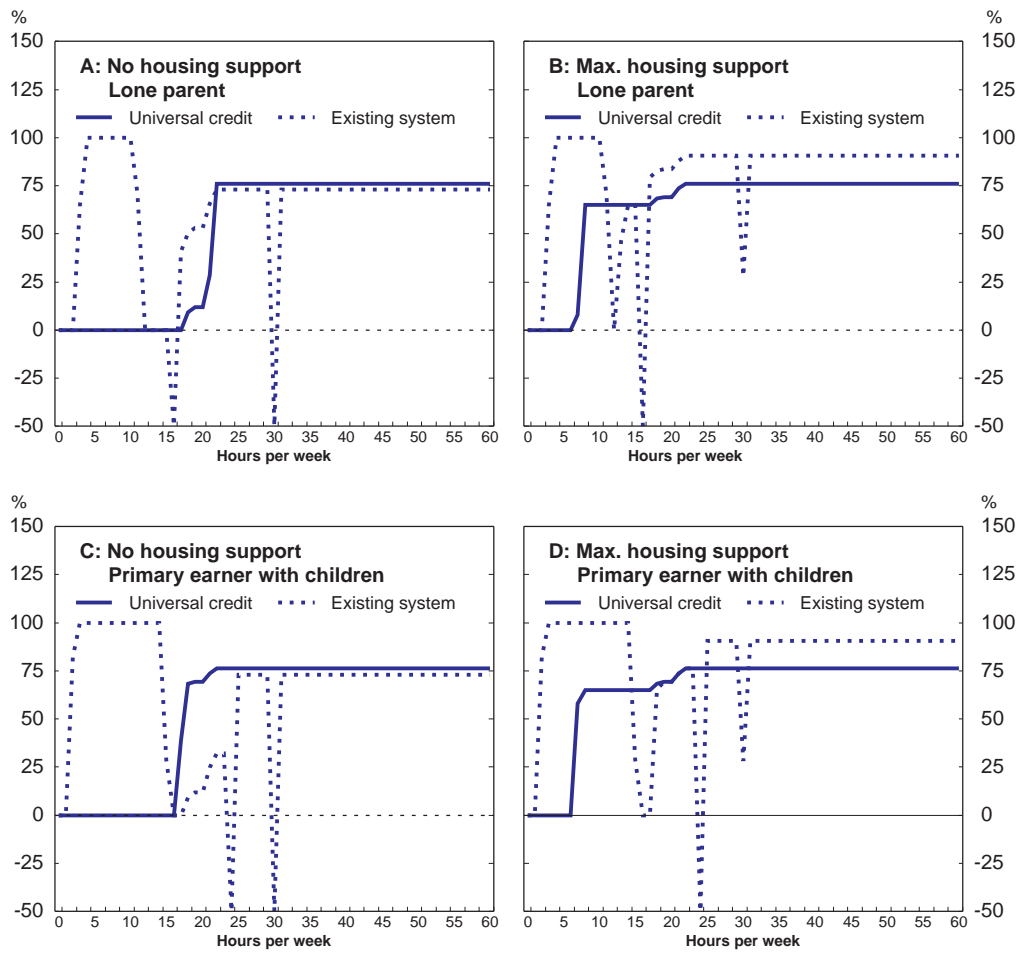 %
150
125
100
75
50
25
0
-25
-50
A: No housing support
Lone parent
Universal credit Existing system
0 5 10 15 20 25 30 35 40 45 50 55 60
Hours per week
%
150
125
100
75
50
25
0
-25
-50
B: Max. housing support
Lone parent
Universal credit Existing system
0 5 10 15 20 25 30 35 40 45 50 55 60
Hours per week
%
150
125
100
75
50
25
0
-25
-50
C: No housing support
Primary earner with children
Universal credit Existing system
0 5 10 15 20 25 30 35 40 45 50 55 60
Hours per week
%
150
125
100
75
50
25
0
-25
-50
D: Max. housing support
Primary earner with children
Universal credit Existing system
0 5 10 15 20 25 30 35 40 45 50 55 60
Hours per week